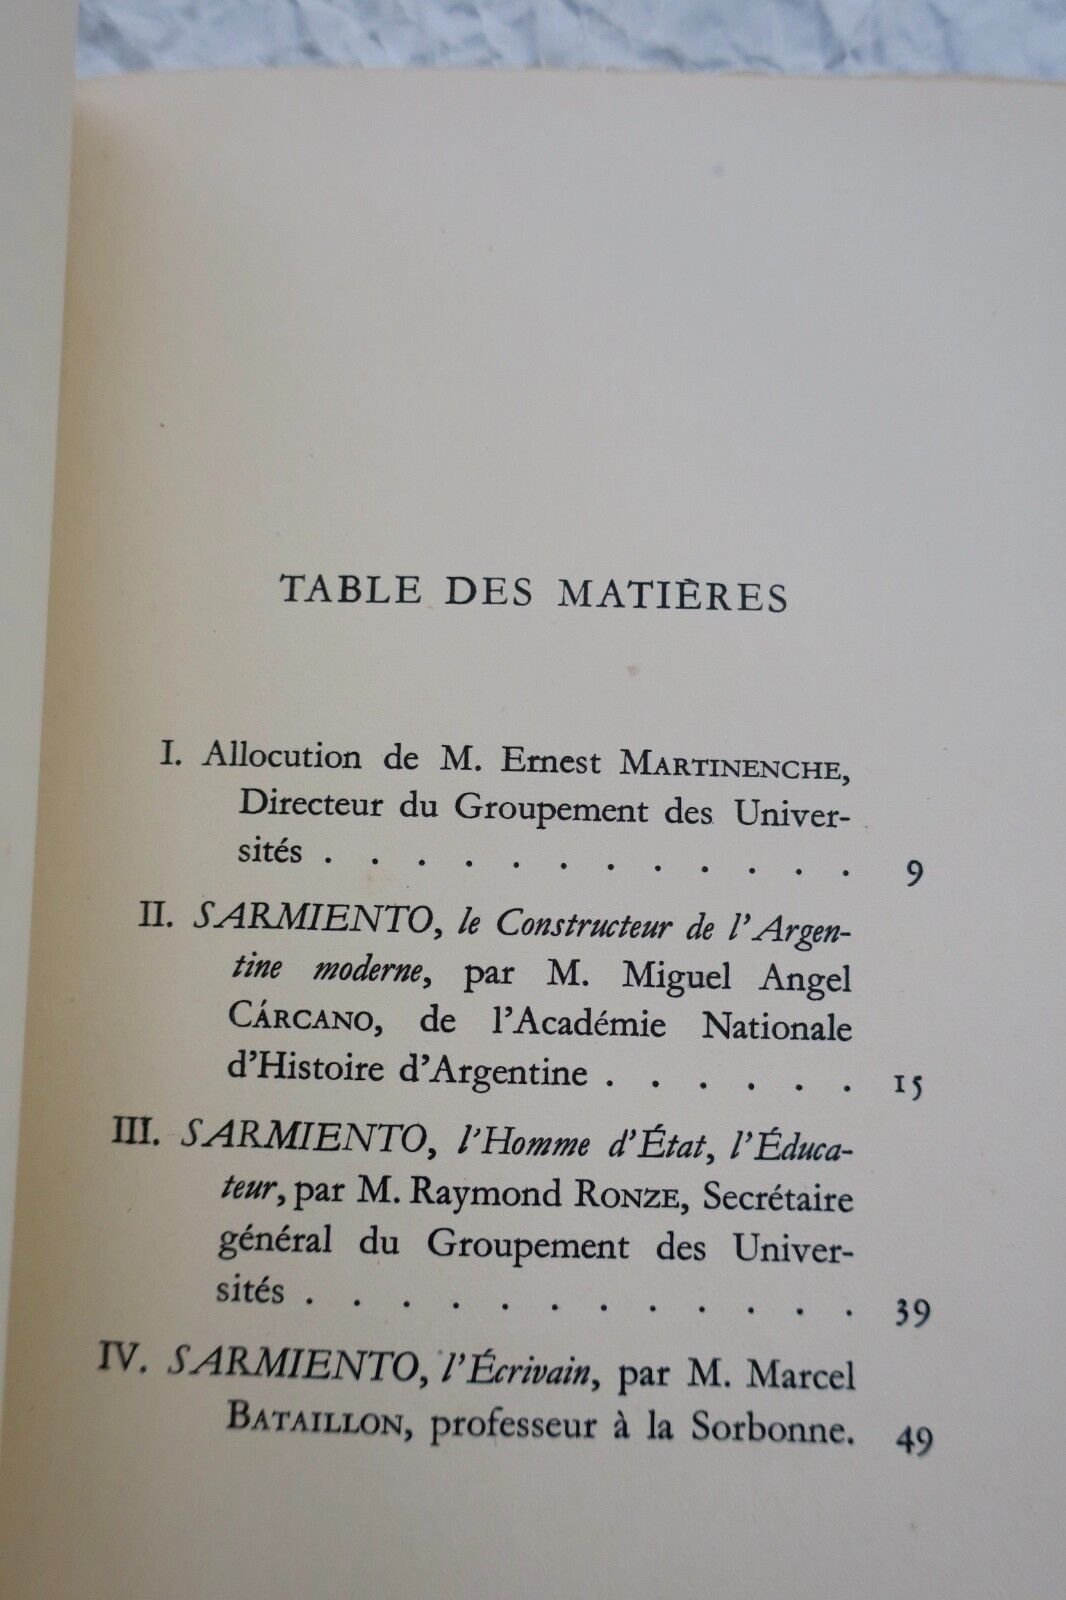 TABLE DES MATIÈRES
I. Allocution de M. Ernest MARTINENCHE,
Directeur du Groupement des Univer-
sités . . . . . . . . . . . . 9
II. SARMIENTO, le Constructeur de l'Argen-
tine moderne, par M. Miguel Angel
CÁRCANO, de l'Académie Nationale
d'Histoire d'Argentine . . . . . . 15
III. SARMIENTO, l'Homme d'État, l'Éduca-
teur, par M. Raymond RONZE, Secrétaire
général du Groupement des Univer-
sités . . . . . . . . . . . . 39
IV. SARMIENTO, l'Écrivain, par M. Marcel
BATAILLON, professeur à la Sorbonne. 49